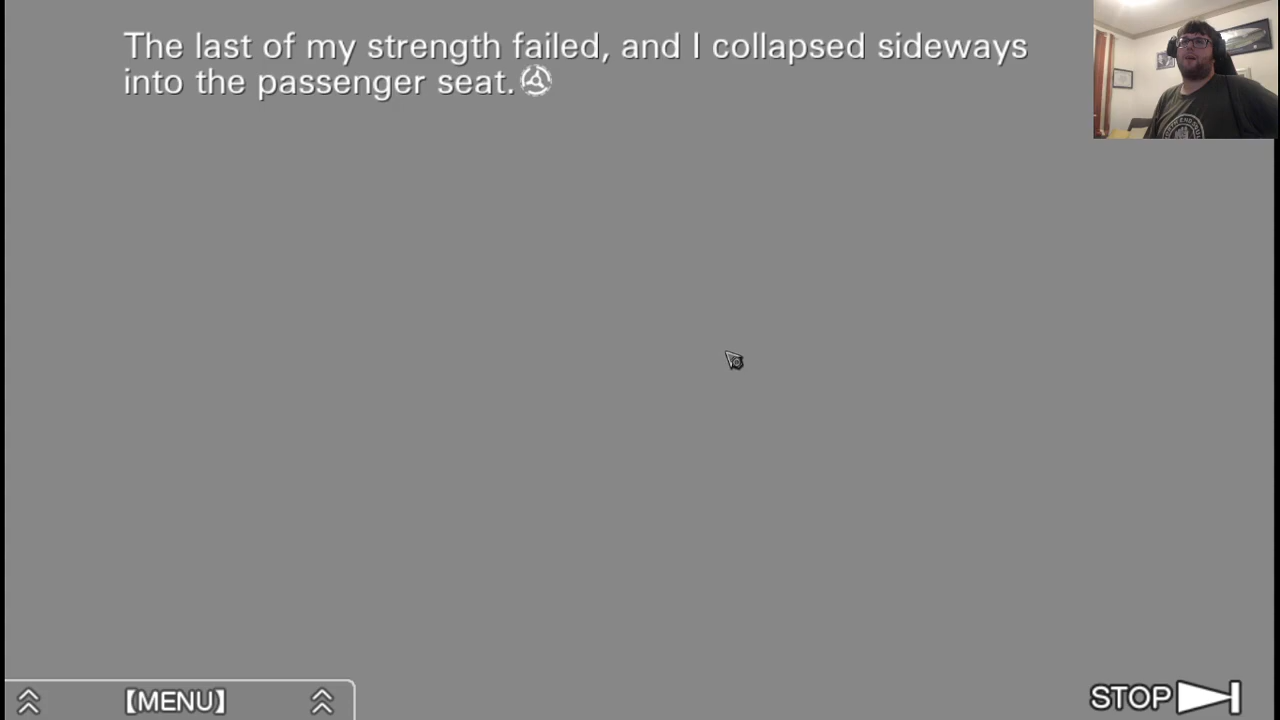 The last of my strength failed, and I collapsed sideways
into the passenger seat.
【MENU】
STOP